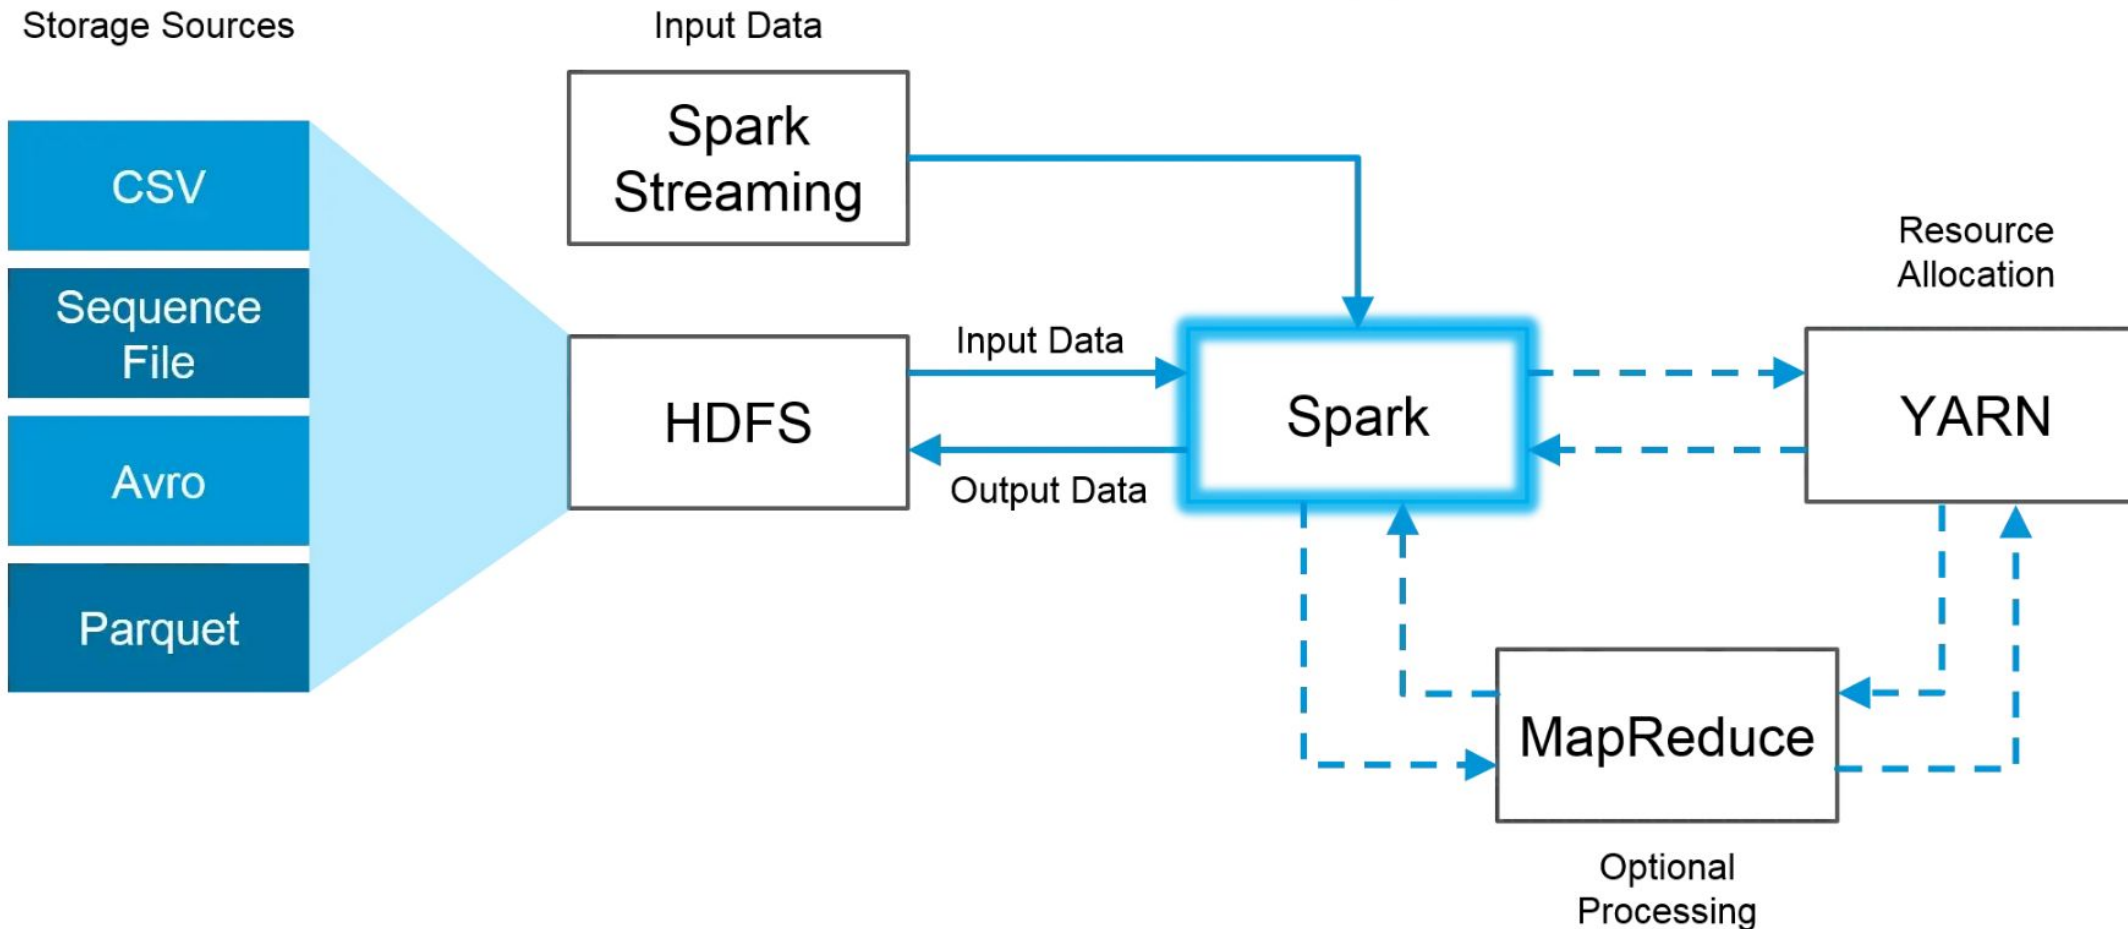 Storage Sources
CSV
Sequence
File
Avro
Parquet
Input Data
Spark
Streaming
HDFS
Input Data
Output Data
Spark
Resource
Allocation
YARN
MapReduce
Optional
Processing